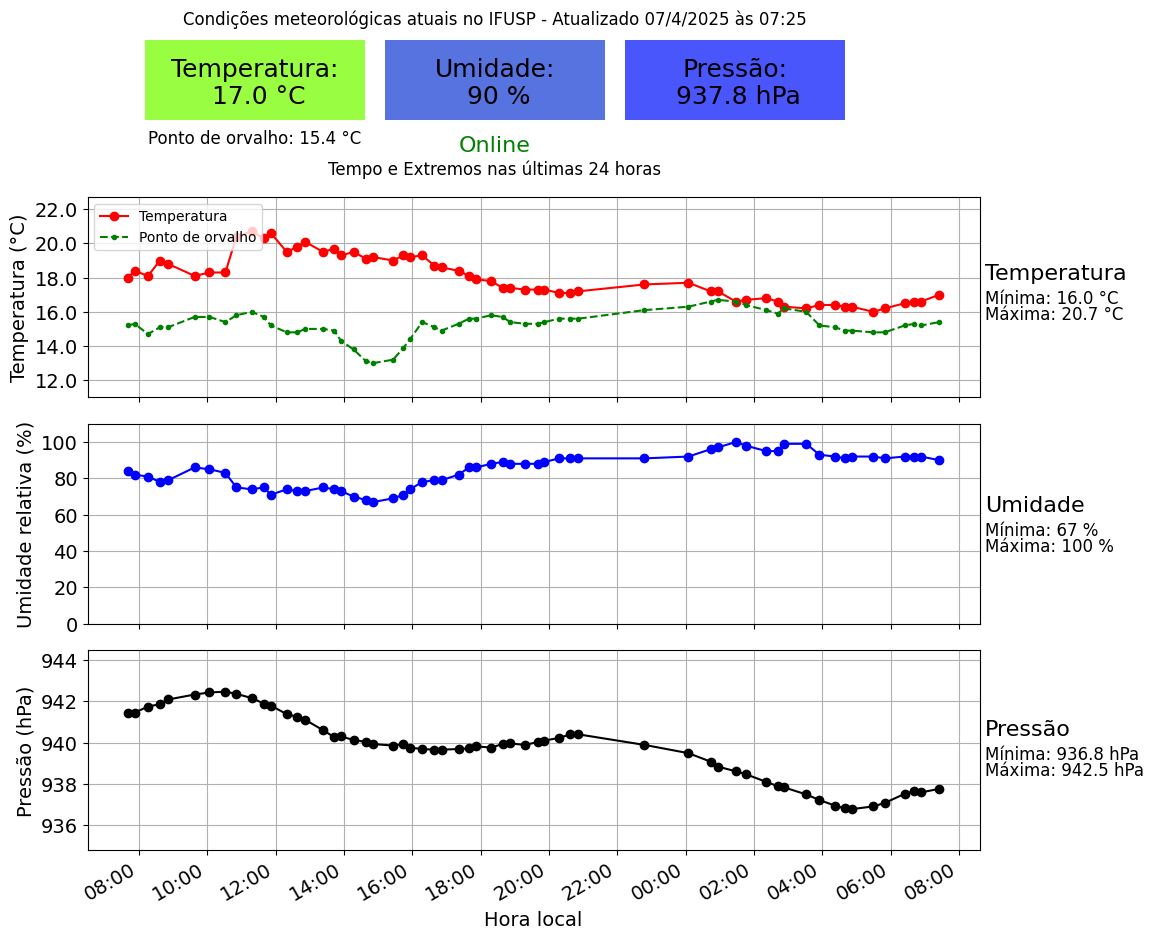 Condições meteorológicas atuais no IFUSP - Atualizado 07/4/2025 às 07:25
Temperatura:
17.0 °C
Umidade:
90 %
Pressão:
937.8 hPa
Ponto de orvalho: 15.4 °C
Online
Tempo e Extremos nas últimas 24 horas
Temperatura (°C)
22.0
20.0
18.0
16.0
14.0
12.0
Temperatura
Ponto de orvalho
Temperatura
Mínima: 16.0 °C
Máxima: 20.7 °C
Umidade relativa (%)
100
80
60
40
20
0
Umidade
Mínima: 67 %
Máxima: 100 %
Pressão (hPa)
944
942
940
938
936
Pressão
Mínima: 936.8 hPa
Máxima: 942.5 hPa
08:00 10:00 12:00 14:00 16:00 18:00 20:00 22:00 00:00 02:00 04:00 06:00 08:00
Hora local